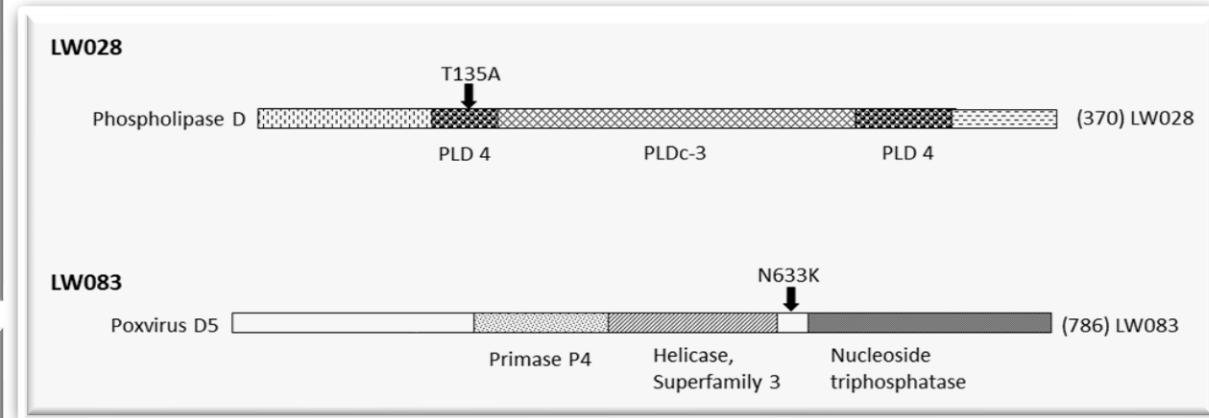 LW028
T135A
Phospholipase D
(370) LW028
PLD 4
PLDc-3
PLD 4
LW083
N633K
Poxvirus D5
(786) LW083
Primase P4
Helicase,
Superfamily 3
Nucleoside
triphosphatase